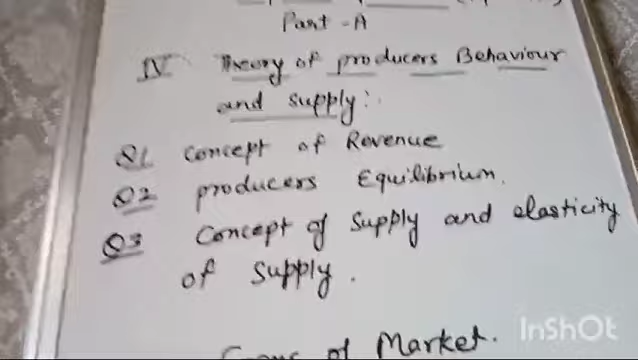 Part -A
IV Theory of producers Behaviour
and supply:-
Q1 concept of Revenue
Q2 producers Equilibrium.
Q3 concept of supply and elasticity
of supply.
of Market.
InShOt